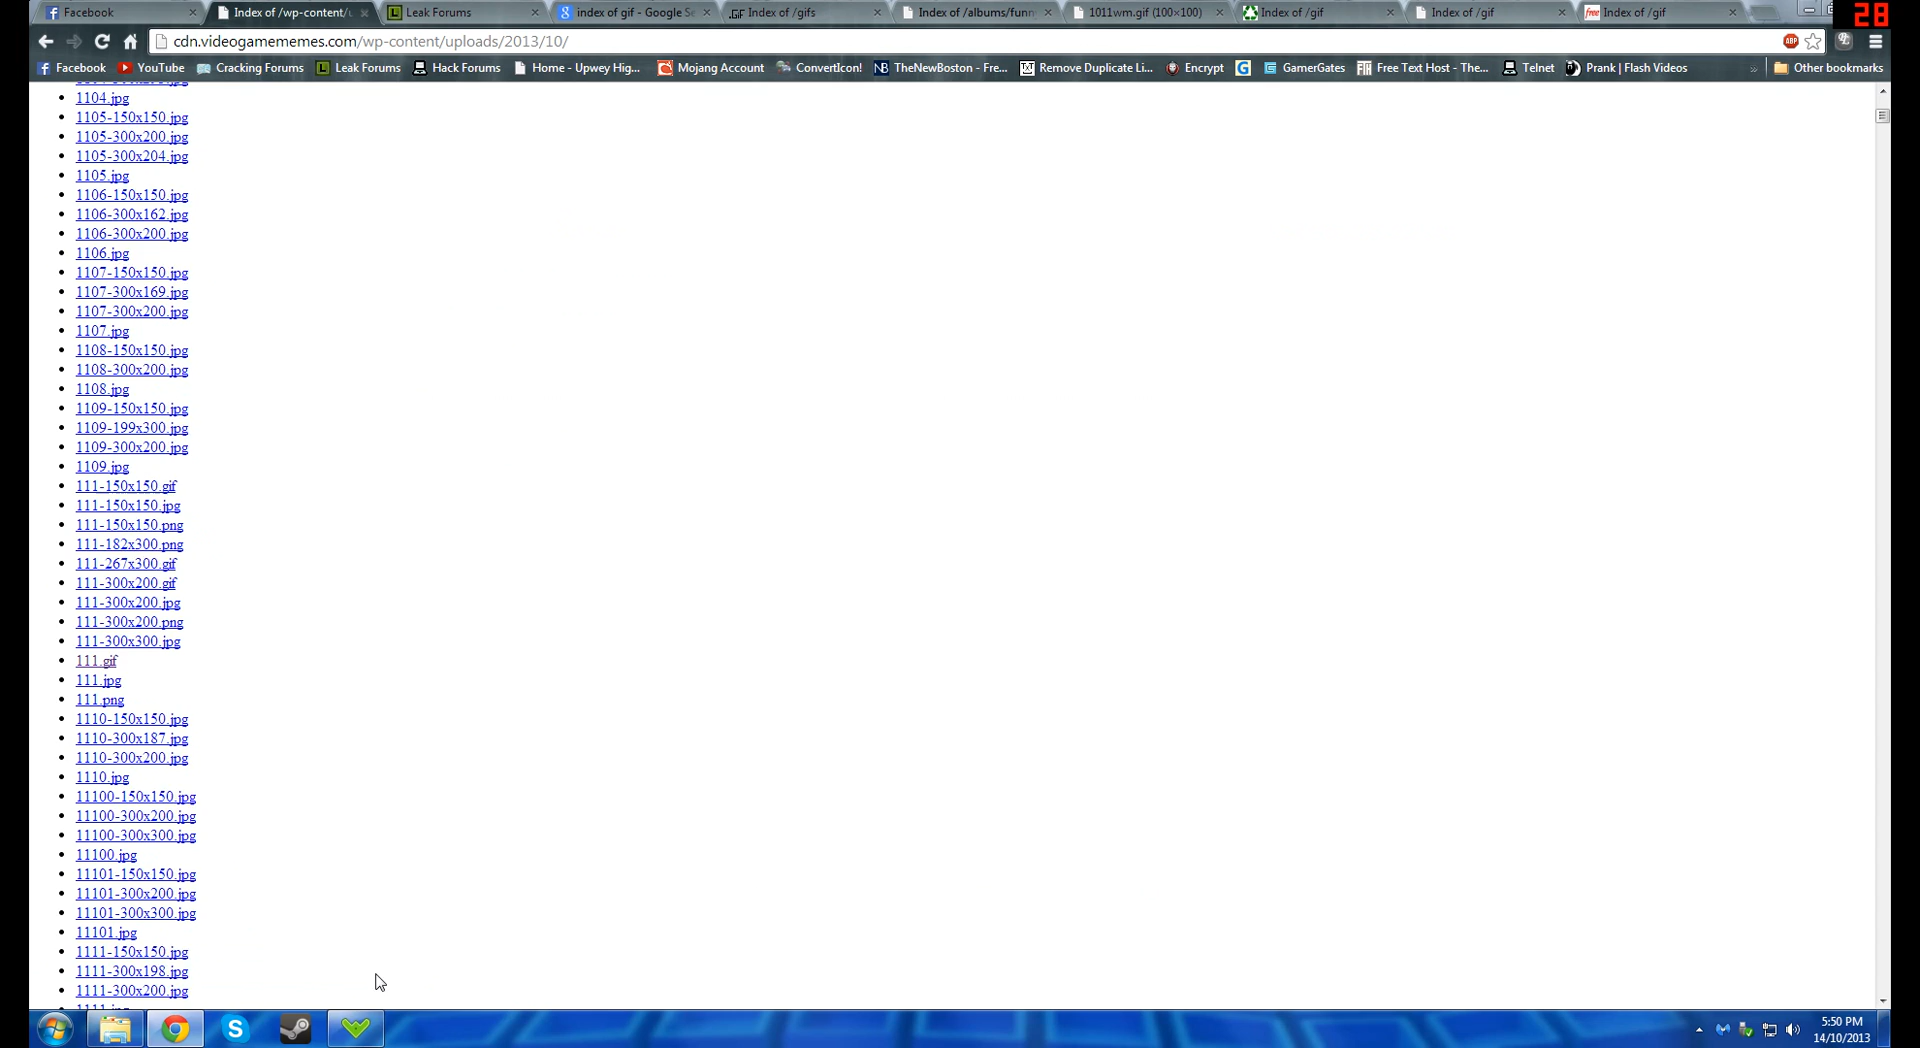 Facebook
Index of /wp-content/u
Leak Forums
index of gif - Google Se
.GIF Index of /gifs
Index of /albums/funn
1011wm.gif (100×100)
Index of /gif
Index of /gif
free Index of /gif
28
cdn.videogamememes.com/wp-content/uploads/2013/10/
ABP
Facebook
YouTube
Cracking Forums
L Leak Forums
Hack Forums
Home - Upwey Hig...
Mojang Account
ConvertIcon!
NB TheNewBoston - Fre...
TXT Remove Duplicate Li...
Encrypt
G
GamerGates
Free Text Host - The...
Telnet
Prank | Flash Videos
»
Other bookmarks
1104.jpg
1105-150x150.jpg
1105-300x200.jpg
1105-300x204.jpg
1105.jpg
1106-150x150.jpg
1106-300x162.jpg
1106-300x200.jpg
1106.jpg
1107-150x150.jpg
1107-300x169.jpg
1107-300x200.jpg
1107.jpg
1108-150x150.jpg
1108-300x200.jpg
1108.jpg
1109-150x150.jpg
1109-199x300.jpg
1109-300x200.jpg
1109.jpg
111-150x150.gif
111-150x150.jpg
111-150x150.png
111-182x300.png
111-267x300.gif
111-300x200.gif
111-300x200.jpg
111-300x200.png
111-300x300.jpg
111.gif
111.jpg
111.png
1110-150x150.jpg
1110-300x187.jpg
1110-300x200.jpg
1110.jpg
11100-150x150.jpg
11100-300x200.jpg
11100-300x300.jpg
11100.jpg
11101-150x150.jpg
11101-300x200.jpg
11101-300x300.jpg
11101.jpg
1111-150x150.jpg
1111-300x198.jpg
1111-300x200.jpg
5:50 PM
14/10/2013